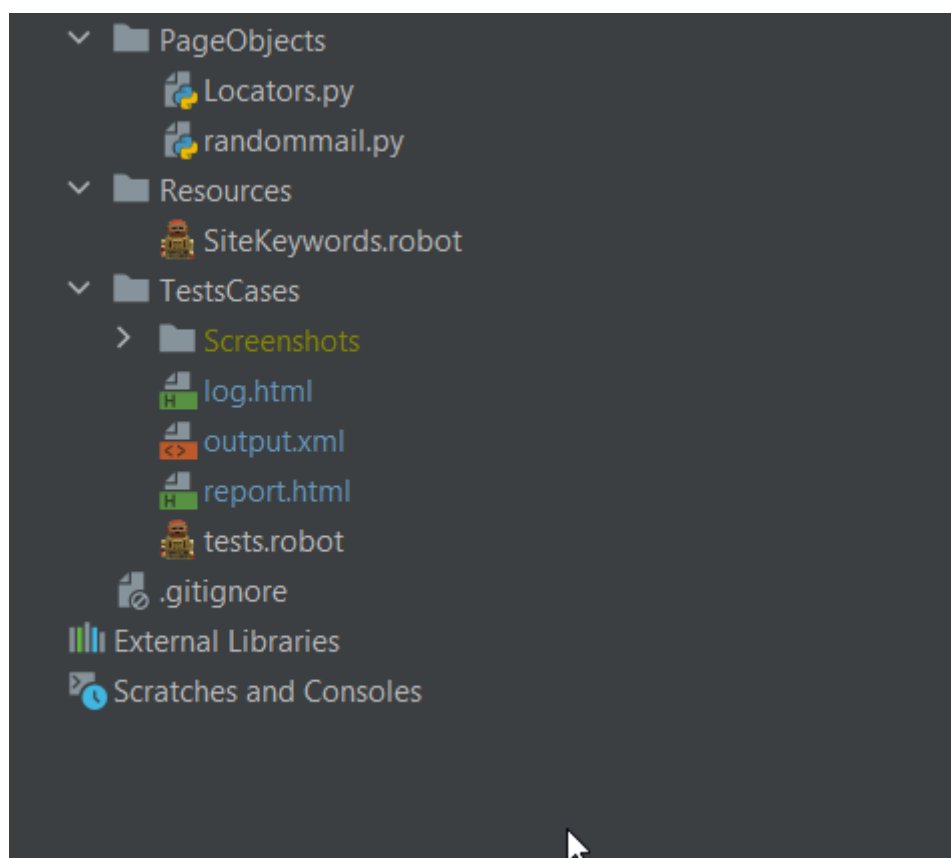 PageObjects
Locators.py
randommail.py
Resources
SiteKeywords.robot
TestsCases
Screenshots
log.html
output.xml
report.html
tests.robot
.gitignore
External Libraries
Scratches and Consoles